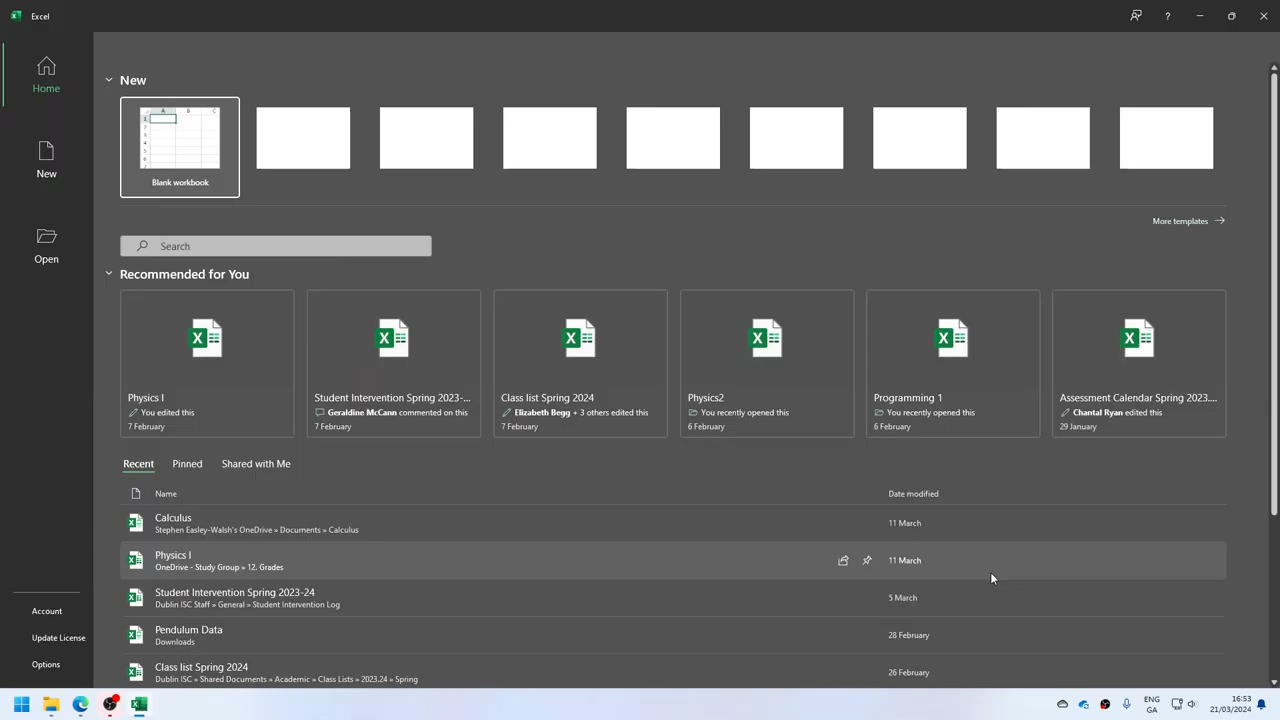 Excel
?
Home
New
Open
New
A B C
1
2
3
4
5
6
7
Blank workbook
More templates
Search
Recommended for You
Physics I
You edited this
7 February
Student Intervention Spring 2023-...
Geraldine McCann commented on this
7 February
Class list Spring 2024
Elizabeth Begg + 3 others edited this
7 February
Physics2
You recently opened this
6 February
Programming 1
You recently opened this
6 February
Assessment Calendar Spring 2023....
Chantal Ryan edited this
29 January
Recent Pinned Shared with Me
Name Date modified
Calculus
Stephen Easley-Walsh's OneDrive » Documents » Calculus
11 March
Physics I
OneDrive - Study Group » 12. Grades
11 March
Student Intervention Spring 2023-24
Dublin ISC Staff » General » Student Intervention Log
5 March
Pendulum Data
Downloads
28 February
Class list Spring 2024
Dublin ISC » Shared Documents » Academic » Class Lists » 2023.24 » Spring
26 February
Account
Update License
Options
ENG
GA
16:53
21/03/2024